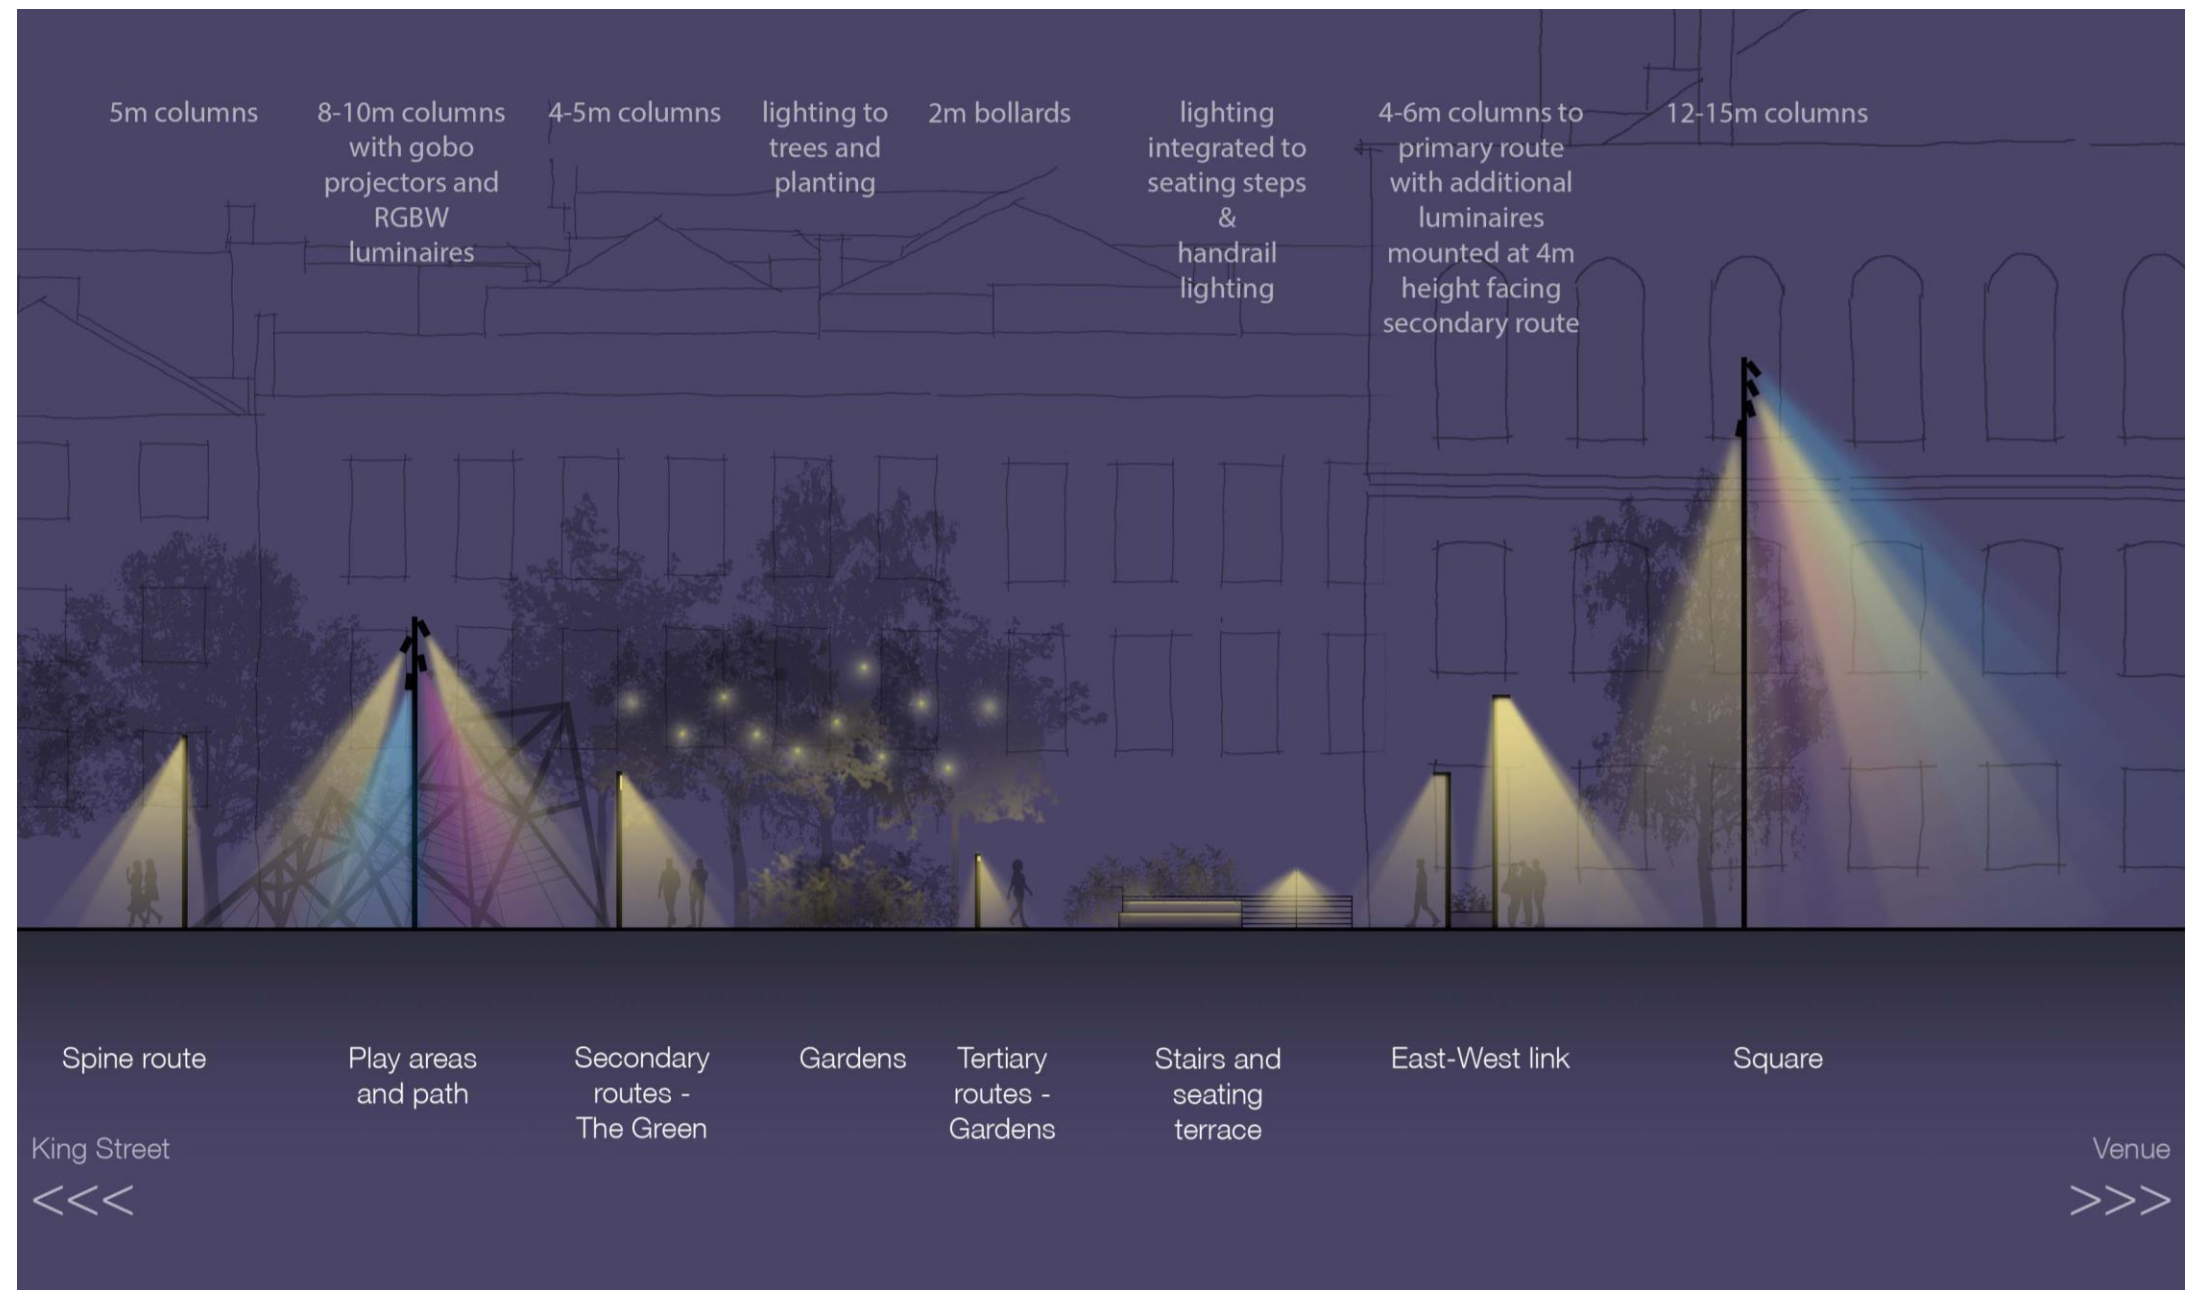 5m columns
8-10m columns
with gobo
projectors and
RGBW
luminaires
4-5m columns
lighting to
trees and
planting
2m bollards
lighting
integrated to
seating steps
&
handrail
lighting
4-6m columns to
primary route
with additional
luminaires
mounted at 4m
height facing
secondary route
12-15m columns
Spine route
Play areas
and path
Secondary
routes -
The Green
Gardens
Tertiary
routes -
Gardens
Stairs and
seating
terrace
East-West link
Square
King Street
<<<
Venue
>>>